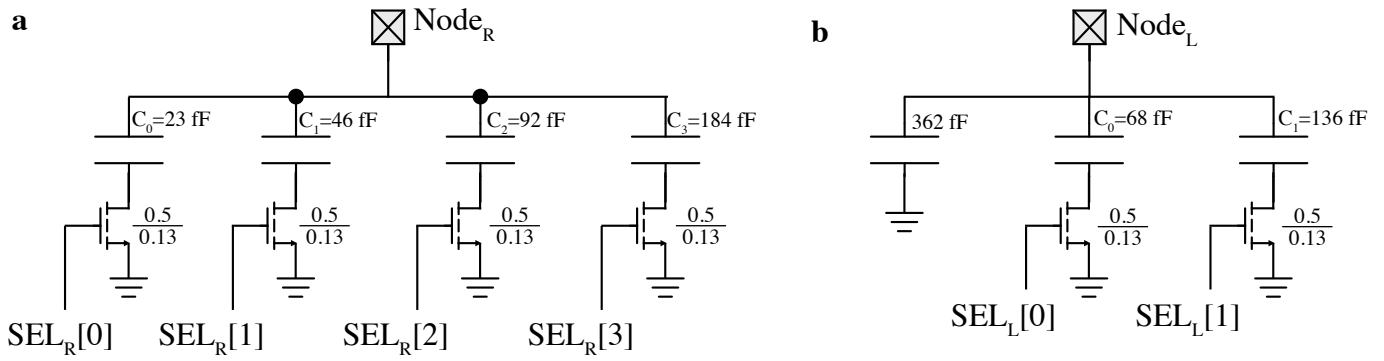 a
Node_R
C_0=23 fF
C_1=46 fF
C_2=92 fF
C_3=184 fF
0.5
0.13
0.5
0.13
0.5
0.13
0.5
0.13
SEL_R[0]
SEL_R[1]
SEL_R[2]
SEL_R[3]
b
Node_L
362 fF
C_0=68 fF
C_1=136 fF
0.5
0.13
0.5
0.13
SEL_L[0]
SEL_L[1]